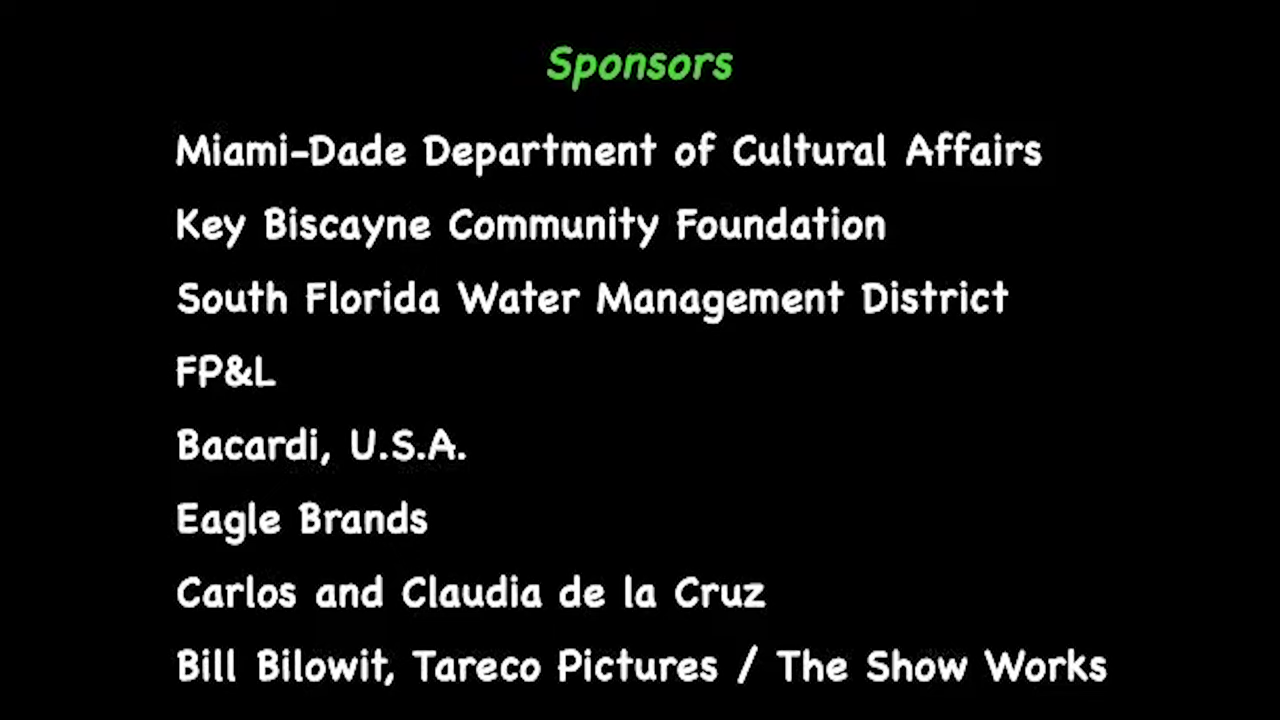 Sponsors
Miami-Dade Department of Cultural Affairs
Key Biscayne Community Foundation
South Florida Water Management District
FP&L
Bacardi, U.S.A.
Eagle Brands
Carlos and Claudia de la Cruz
Bill Bilowit, Tareco Pictures / The Show Works